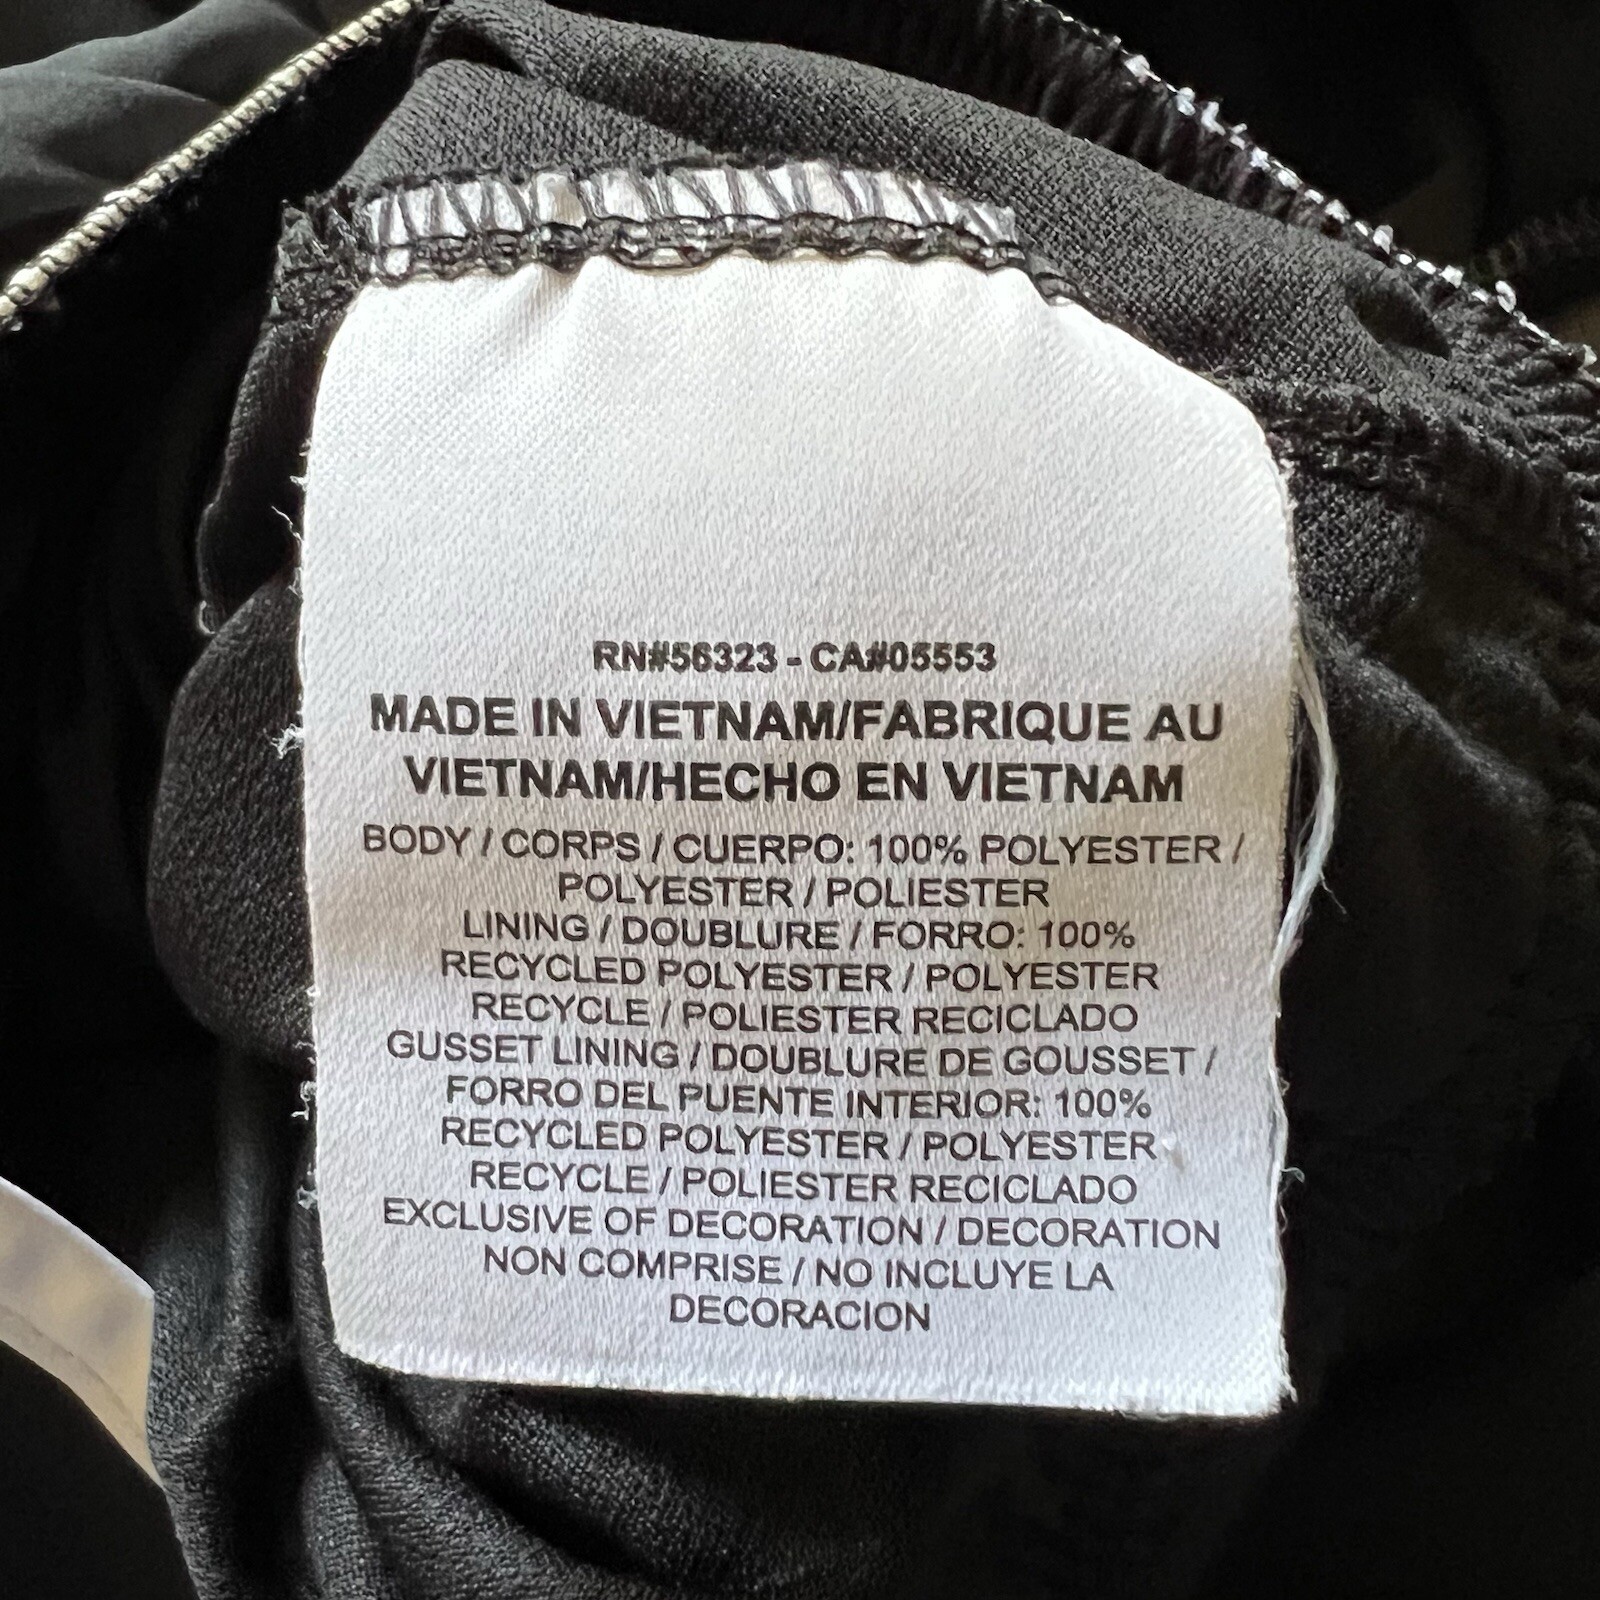 RN#56323 - CA#05553
MADE IN VIETNAM/FABRIQUE AU
VIETNAM/HECHO EN VIETNAM
BODY / CORPS / CUERPO: 100% POLYESTER /
POLYESTER / POLIESTER
LINING / DOUBLURE / FORRO: 100%
RECYCLED POLYESTER / POLYESTER
RECYCLE / POLIESTER RECICLADO
GUSSET LINING / DOUBLURE DE GOUSSET /
FORRO DEL PUENTE INTERIOR: 100%
RECYCLED POLYESTER / POLYESTER
RECYCLE / POLIESTER RECICLADO
EXCLUSIVE OF DECORATION / DECORATION
NON COMPRISE / NO INCLUYE LA
DECORACION